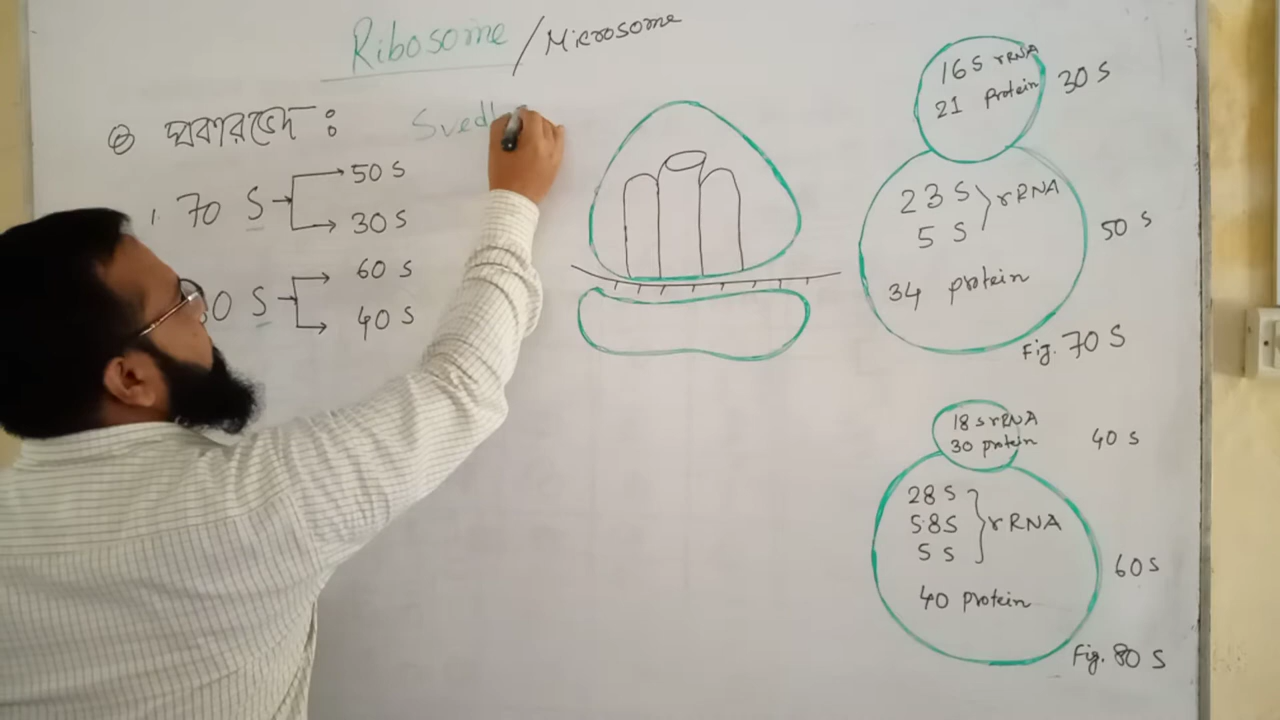 Ribosome / Microsome
প্রকারভেদ :
Sved
1. 70 S → 50 S
30 S
0 S → 60 S
40 S
16 S rRNA
21 Protein
30 S
23 S
5 S
rRNA
34 protein
50 S
Fig. 70 S
18 s rRNA
30 protein
40 s
28 S
5.8 S
5 s
rRNA
40 protein
60 s
Fig. 80 S